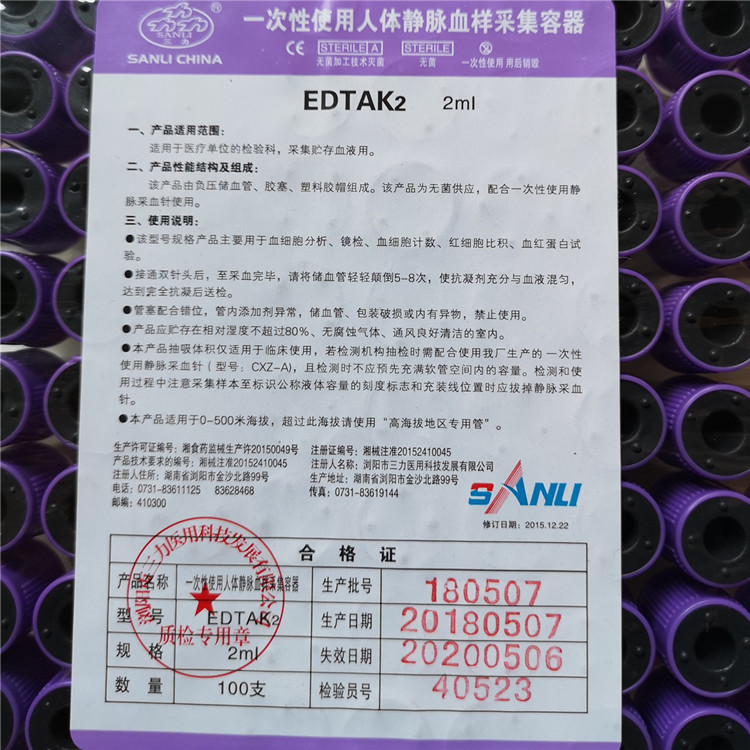 SANLI
三力
SANLI CHINA
一次性使用人体静脉血样采集容器
CE STERILE A STERILE
无菌加工技术灭菌 无菌 一次性使用 用后销毁
EDTAK2 2ml
一、产品适用范围：
适用于医疗单位的检验科，采集贮存血液用。
二、产品性能结构及组成：
该产品由负压储血管、胶塞、塑料胶帽组成。该产品为无菌供应，配合一次性使用静
脉采血针使用。
三、使用说明：
●该型号规格产品主要用于血细胞分析、镜检、血细胞计数、红细胞比积、血红蛋白试
验。
●接通双针头后，至采血完毕，请将储血管轻轻颠倒5-8次，使抗凝剂充分与血液混匀，
达到完全抗凝后送检。
●管塞配合错位，管内添加剂异常，储血管、包装破损或内有异物，禁止使用。
●产品应贮存在相对湿度不超过80%、无腐蚀气体、通风良好清洁的室内。
●本产品抽吸体积仅适用于临床使用，若检测机构抽检时需配合使用我厂生产的 一次性
使用静脉采血针（型号：CXZ-A)，且检测时不应预先充满软管空间内的容量。检测和使
用过程中注意采集样本至标识公称液体容量的刻度标志和充装线位置时应拔掉静脉采血
针。
●本产品适用于0-500米海拔，超过此海拔请使用“高海拔地区专用管”。
生产许可证编号：湘食药监械生产许20150049号 注册证编号：湘械注准20152410045
产品技术要求的编号：湘械注准20152410045 注册人名称：浏阳市三力医用科技发展有限公司
注册人住所：湖南省浏阳市金沙北路99号 生产地址：湖南省浏阳市金沙北路99号
电话：0731-83611125 83628468 传真：0731-83619144
邮编：410300
SANLI
修订日期：2015.12.22
合格证
产品名称 一次性使用人体静脉血样采集容器 生产批号 180507
型号 EDTAK2 生产日期 20180507
规格 2ml 失效日期 20200506
数量 100支 检验员号 40523
浏阳市三力医用科技发展有限公司
质检专用章